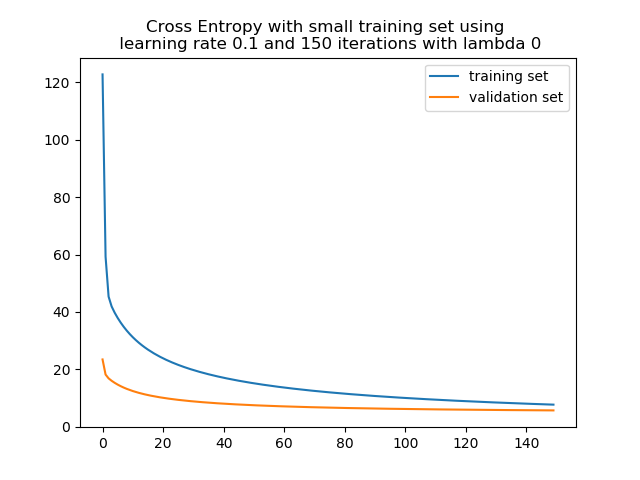 Cross Entropy with small training set using
learning rate 0.1 and 150 iterations with lambda 0
training set
validation set
120
100
80
60
40
20
0
0 20 40 60 80 100 120 140